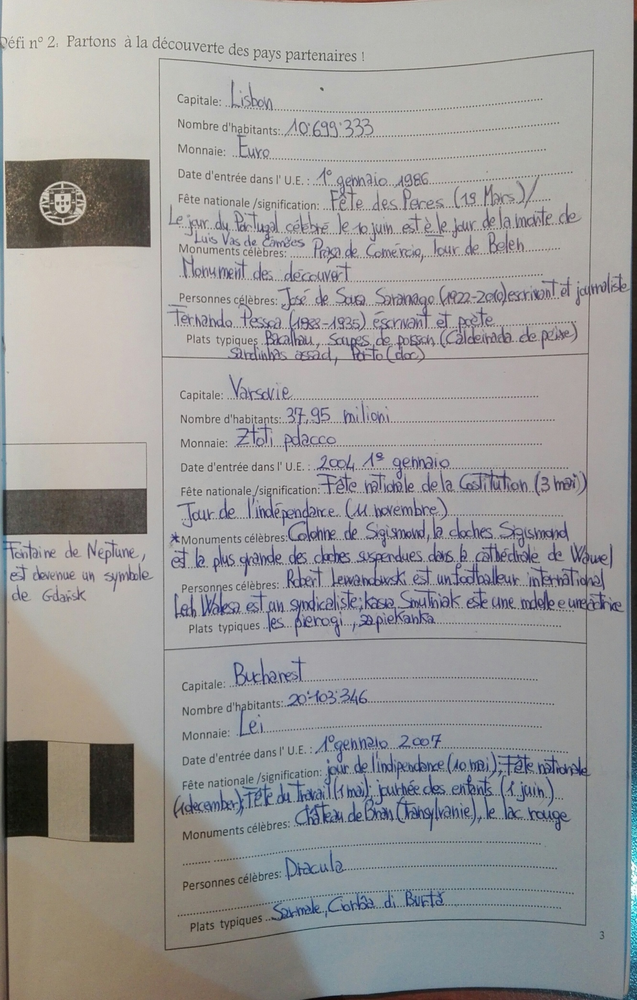 Défi n° 2: Partons à la découverte des pays partenaires !
Capitale: Lisbon
Nombre d'habitants: 10˙699˙333
Monnaie: Euro
Date d'entrée dans l' U.E. : 1° gennaio 1986
Fête nationale /signification: Fête des Peres (19 Mars)/
Le jour du Portugal célébré le 10 juin est è le jour de la monte de
Luis Vas de Camões
Monuments célèbres: Praça de Comércio, Tour de Beleh
Monument des découvert
Personnes célèbres: José de Sousa Saramago (1922-2010) escrivant et journaliste
Fernando Pessoa (1988-1935) éscrivant et poète
Plats typiques Bacalhau, Soupes de poisson (Caldeirada de peixe)
Sardinhas assad, Porto (doc)
Capitale: Varsovie
Nombre d'habitants: 37,95 milioni
Monnaie: Ztoti pdacco
Date d'entrée dans l' U.E. : 2004 1° gennaio
Fête nationale /signification: Fête nationale de la Costitution (3 mai)
Jour de l'indépendance (11 novembre)
*Monuments célèbres: Colonne de Sigismond, la cloches Sigismond
est la plus grande des cloches suspendues dans la cathédrale de Wawel
Personnes célèbres: Robert Lewandowski est un footballeur international
Lech Walesa est un syndicaliste; Kasia Smutniak este une mdelle e une actrice
Plats typiques les pierogi, zapiekanka
Fontaine de Neptune,
est devenue un symbole
de Gdańsk
Capitale: Bucharest
Nombre d'habitants: 20˙103˙346
Monnaie: Lei
Date d'entrée dans l' U.E. : 1° gennaio 2007
Fête nationale /signification: jour de l'indipendance (10 mai); Fête nationale
(1 december); Fête du Travail (1 mai); journée des enfants (1 juin)
Monuments célèbres: Château de Bran (Transylvanie), le lac rouge
Personnes célèbres: Dracula
Plats typiques Sarmale, Ciorbâa di Burtă
3